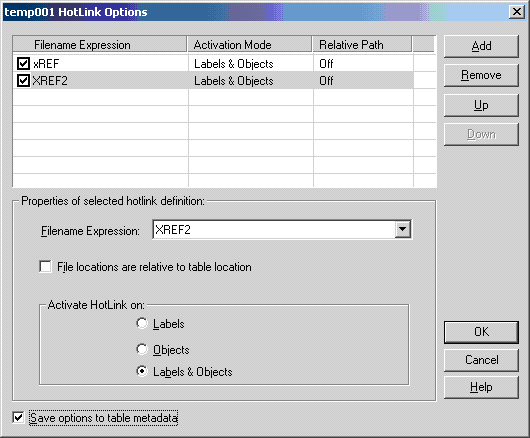 temp001 HotLink Options
Filename Expression Activation Mode Relative Path
xREF Labels & Objects Off
XREF2 Labels & Objects Off
Add
Remove
Up
Down
Properties of selected hotlink definition:
Filename Expression: XREF2
File locations are relative to table location
Activate HotLink on:
Labels
Objects
Labels & Objects
OK
Cancel
Help
Save options to table metadata